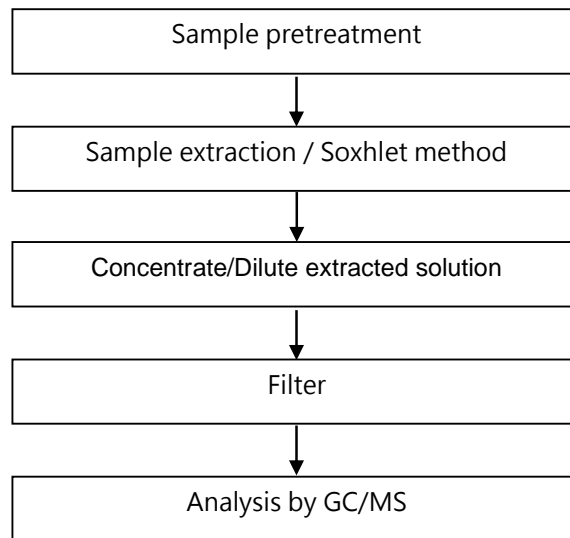 Sample pretreatment
Sample extraction / Soxhlet method
Concentrate/Dilute extracted solution
Filter
Analysis by GC/MS